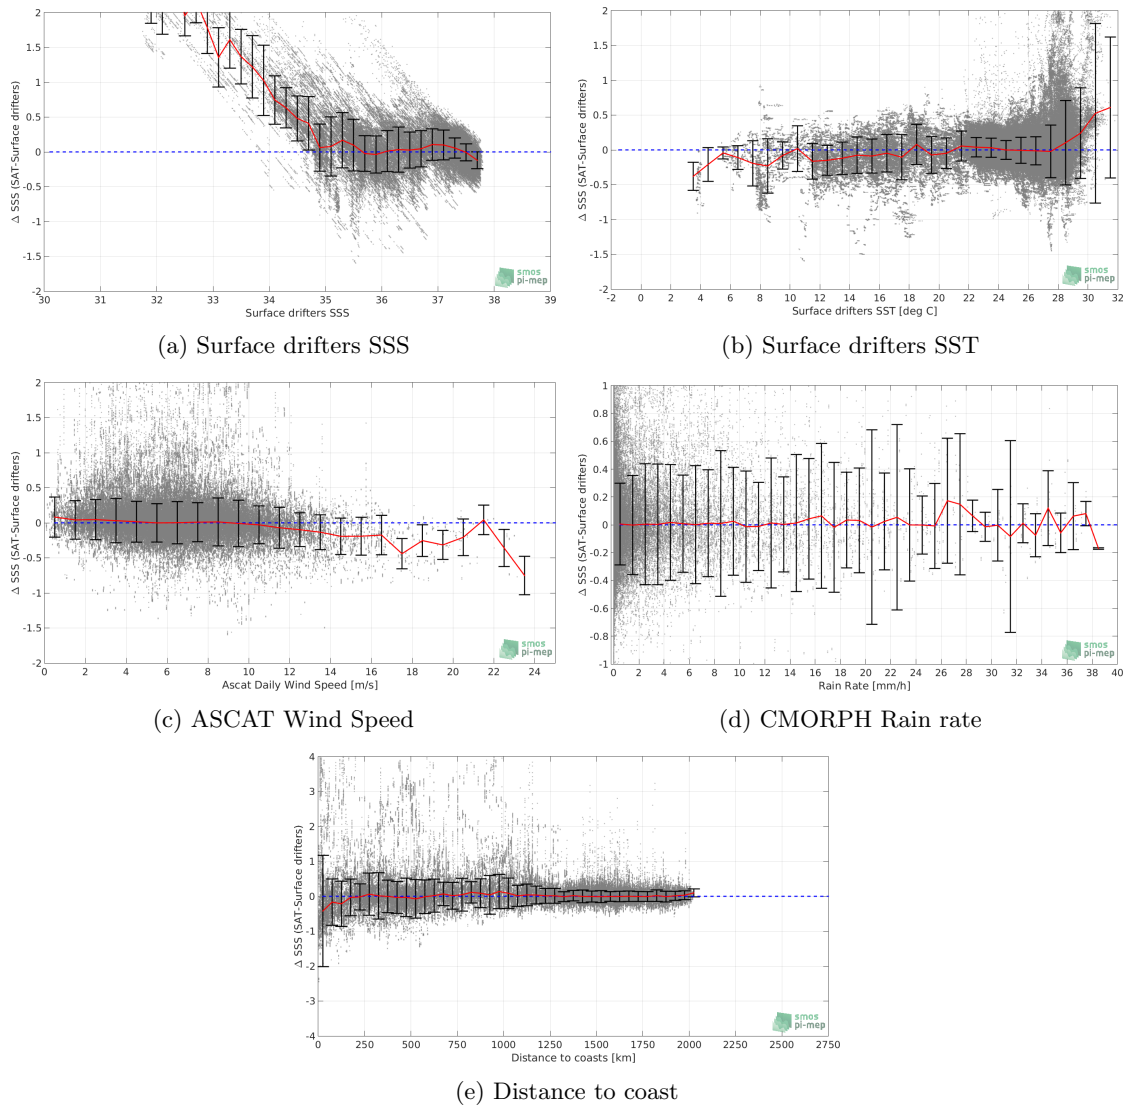 2
1.5
1
0.5
0
-0.5
-1
-1.5
-2
Δ SSS (SAT-Surface drifters)
30 31 32 33 34 35 36 37 38 39
Surface drifters SSS
smos
pi-mep
(a) Surface drifters SSS
2
1.5
1
0.5
0
-0.5
-1
-1.5
-2
Δ SSS (SAT-Surface drifters)
-2 0 2 4 6 8 10 12 14 16 18 20 22 24 26 28 30 32
Surface drifters SST [deg C]
smos
pi-mep
(b) Surface drifters SST
2
1.5
1
0.5
0
-0.5
-1
-1.5
-2
Δ SSS (SAT-Surface drifters)
0 2 4 6 8 10 12 14 16 18 20 22 24
Ascat Daily Wind Speed [m/s]
smos
pi-mep
(c) ASCAT Wind Speed
1
0.8
0.6
0.4
0.2
0
-0.2
-0.4
-0.6
-0.8
-1
Δ SSS (SAT-Surface drifters)
0 2 4 6 8 10 12 14 16 18 20 22 24 26 28 30 32 34 36 38 40
Rain Rate [mm/h]
smos
pi-mep
(d) CMORPH Rain rate
4
3
2
1
0
-1
-2
-3
-4
Δ SSS (SAT-Surface drifters)
0 250 500 750 1000 1250 1500 1750 2000 2250 2500 2750
Distance to coasts [km]
smos
pi-mep
(e) Distance to coast